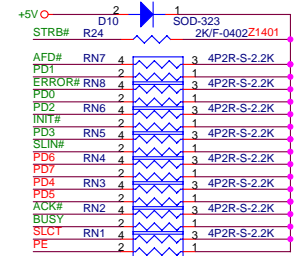 +5V 2 1
D10 SOD-323
STRB# R24 2K/F-0402 Z1401
AFD# RN7 4 3 4P2R-S-2.2K
PD1 2 1
ERROR# RN8 4 3 4P2R-S-2.2K
PD0 2 1
PD2 RN6 4 3 4P2R-S-2.2K
INIT# 2 1
PD3 RN5 4 3 4P2R-S-2.2K
SLIN# 2 1
PD6 RN4 4 3 4P2R-S-2.2K
PD7 2 1
PD4 RN3 4 3 4P2R-S-2.2K
PD5 2 1
ACK# RN2 4 3 4P2R-S-2.2K
BUSY 2 1
SLCT RN1 4 3 4P2R-S-2.2K
PE 2 1